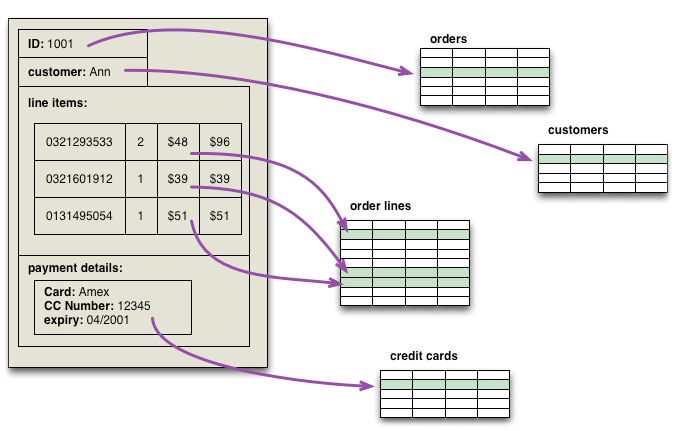 ID: 1001
customer: Ann
line items:
0321293533 2 $48 $96
0321601912 1 $39 $39
0131495054 1 $51 $51
payment details:
Card: Amex
CC Number: 12345
expiry: 04/2001
orders
customers
order lines
credit cards